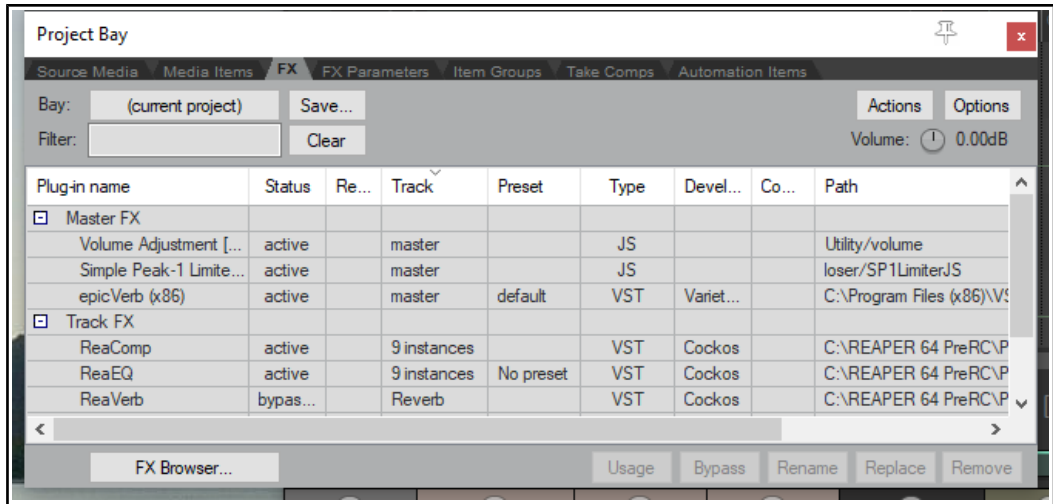 Project Bay
Source Media Media Items FX FX Parameters Item Groups Take Comps Automation Items
Bay: (current project) Save... Actions Options
Filter: Clear Volume: 0.00dB
Plug-in name Status Re... Track Preset Type Devel... Co... Path
Master FX
Volume Adjustment [... active master JS Utility/volume
Simple Peak-1 Limite... active master JS loser/SP1LimiterJS
epicVerb (x86) active master default VST Variet... C:\Program Files (x86)\VS
Track FX
ReaComp active 9 instances VST Cockos C:\REAPER 64 PreRC\P
ReaEQ active 9 instances No preset VST Cockos C:\REAPER 64 PreRC\P
ReaVerb bypas... Reverb VST Cockos C:\REAPER 64 PreRC\P
FX Browser... Usage Bypass Rename Replace Remove